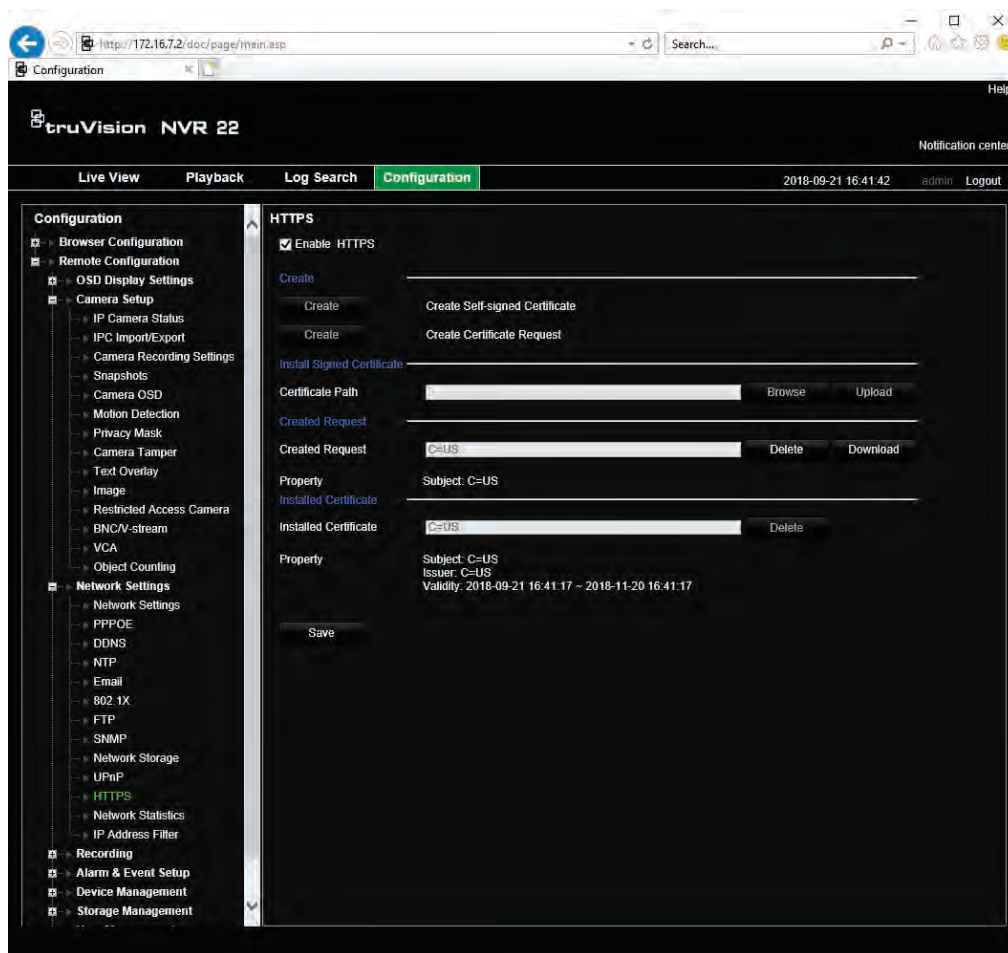 http://172.16.7.2/doc/page/main.asp
Search...
Configuration
Help
truVision NVR 22
Notification center
Live View Playback Log Search Configuration 2018-09-21 16:41:42 admin Logout
Configuration
Browser Configuration
Remote Configuration
OSD Display Settings
Camera Setup
IP Camera Status
IPC Import/Export
Camera Recording Settings
Snapshots
Camera OSD
Motion Detection
Privacy Mask
Camera Tamper
Text Overlay
Image
Restricted Access Camera
BNC/V-stream
VCA
Object Counting
Network Settings
Network Settings
PPPOE
DDNS
NTP
Email
802.1X
FTP
SNMP
Network Storage
UPnP
HTTPS
Network Statistics
IP Address Filter
Recording
Alarm & Event Setup
Device Management
Storage Management
HTTPS
Enable HTTPS
Create
Create Create Self-signed Certificate
Create Create Certificate Request
Install Signed Certificate
Certificate Path Browse Upload
Created Request
Created Request C=US Delete Download
Property Subject: C=US
Installed Certificate
Installed Certificate C=US Delete
Property Subject: C=US
Issuer: C=US
Validity: 2018-09-21 16:41:17 ~ 2018-11-20 16:41:17
Save